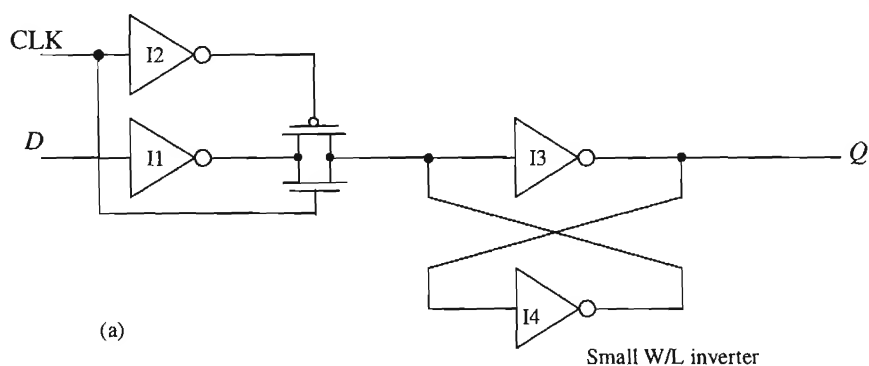 CLK
I2
D
I1
I3
Q
I4
(a)
Small W/L inverter